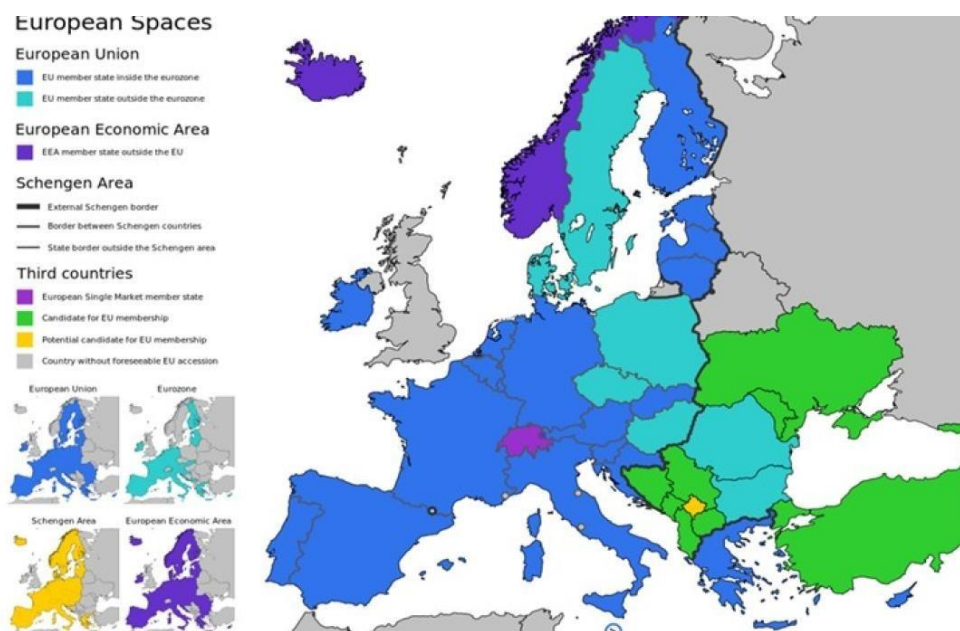 European Spaces
European Union
EU member state inside the eurozone
EU member state outside the eurozone
European Economic Area
EEA member state outside the EU
Schengen Area
External Schengen border
Border between Schengen countries
State border outside the Schengen area
Third countries
European Single Market member state
Candidate for EU membership
Potential candidate for EU membership
Country without foreseeable EU accession
European Union
Eurozone
Schengen Area
European Economic Area